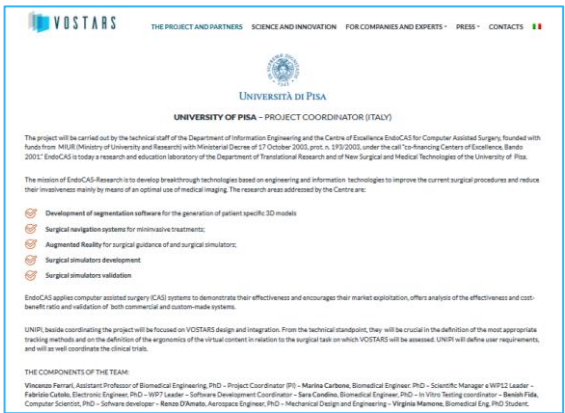 VOSTARS
THE PROJECT AND PARTNERS SCIENCE AND INNOVATION FOR COMPANIES AND EXPERTS PRESS CONTACTS
UNIVERSITÀ DI PISA
UNIVERSITY OF PISA – PROJECT COORDINATOR (ITALY)
The project will be carried out by the technical staff of the Department of Information Engineering and the Centre of Excellence EndoCAS for Computer Assisted Surgery, founded with
funds from MIUR (Ministry of University and Research) with Ministerial Decree of 17 October 2003, prot. n. 193/2003, under the call "co-financing Centers of Excellence, Bando
2001." EndoCAS is today a research and education laboratory of the Department of Translational Research and of New Surgical and Medical Technologies of the University of Pisa.
The mission of EndoCAS-Research is to develop breakthrough technologies based on engineering and information technologies to improve the current surgical procedures and reduce
their invasiveness mainly by means of an optimal use of medical imaging. The research areas addressed by the Centre are:
Development of segmentation software for the generation of patient specific 3D models
Surgical navigation systems for mininvasive treatments;
Augmented Reality for surgical guidance of and surgical simulators;
Surgical simulators development
Surgical simulators validation
EndoCAS applies computer assisted surgery (CAS) systems to demonstrate their effectiveness and encourages their market exploitation, offers analysis of the effectiveness and cost-
benefit ratio and validation of both commercial and custom-made systems.
UNIPI, beside coordinating the project will be focused on VOSTARS design and integration. From the technical standpoint, they will be crucial in the definition of the most appropriate
tracking methods and on the definition of the ergonomics of the virtual content in relation to the surgical task on which VOSTARS will be assessed. UNIPI will define user requirements,
and will as well coordinate the clinical trials.
THE COMPONENTS OF THE TEAM:
Vincenzo Ferrari, Assistant Professor of Biomedical Engineering, PhD – Project Coordinator (PI) – Marina Carbone, Biomedical Engineer, PhD – Scientific Manager e WP12 Leader –
Fabrizio Cutolo, Electronic Engineer, PhD – WP7 Leader – Software Development Coordinator – Sara Condino, Biomedical Engineer, PhD – In Vitro Testing coordinator – Benish Fida,
Computer Scientist, PhD – Sofware developer – Renzo D'Amato, Aerospace Engineer, PhD – Mechanical Design and Engineering – Virginia Mamone, Biomedical Eng, PhD Student,